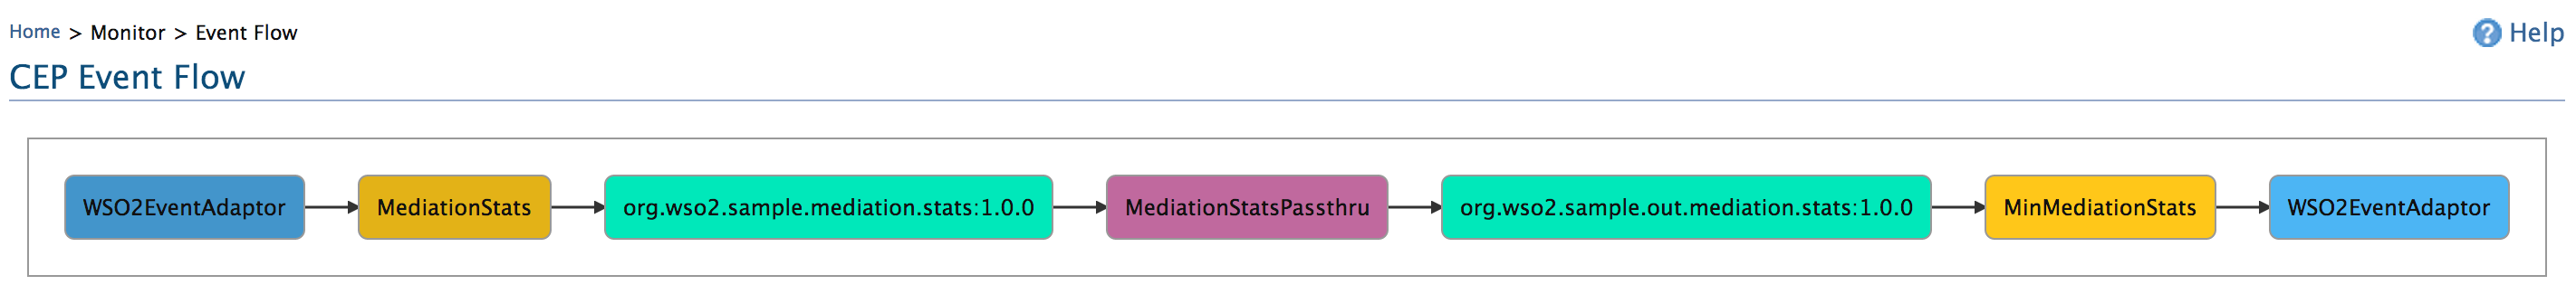 Home > Monitor > Event Flow
Help
CEP Event Flow
WSO2EventAdaptor
MediationStats
org.wso2.sample.mediation.stats:1.0.0
MediationStatsPassthru
org.wso2.sample.out.mediation.stats:1.0.0
MinMediationStats
WSO2EventAdaptor